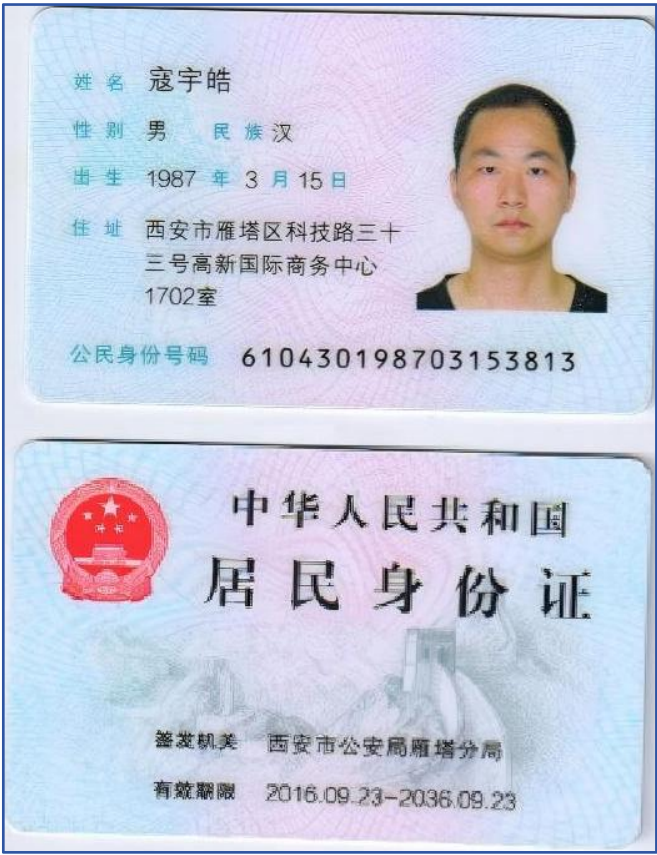 姓名 寇宇皓
性别 男 民族 汉
出生 1987 年 3 月 15 日
住址 西安市雁塔区科技路三十
三号高新国际商务中心
1702室
公民身份号码 610430198703153813
中华人民共和国
居民身份证
签发机关 西安市公安局雁塔分局
有效期限 2016.09.23-2036.09.23